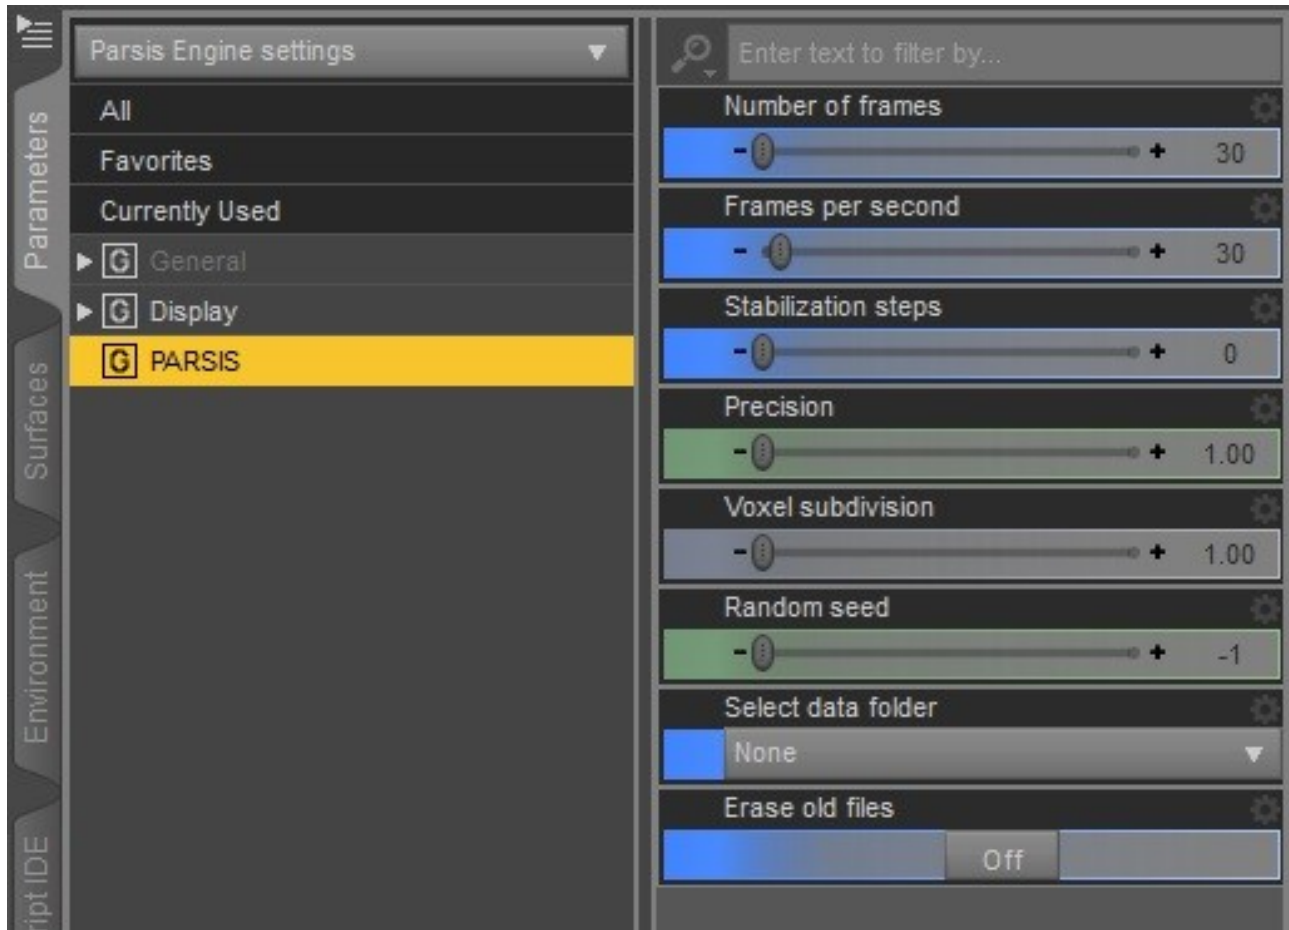 Parameters
Surfaces
Environment
ript IDE
Parsis Engine settings
All
Favorites
Currently Used
G General
G Display
G PARSIS
Enter text to filter by...
Number of frames
- + 30
Frames per second
- + 30
Stabilization steps
- + 0
Precision
- + 1.00
Voxel subdivision
- + 1.00
Random seed
- + -1
Select data folder
None
Erase old files
Off